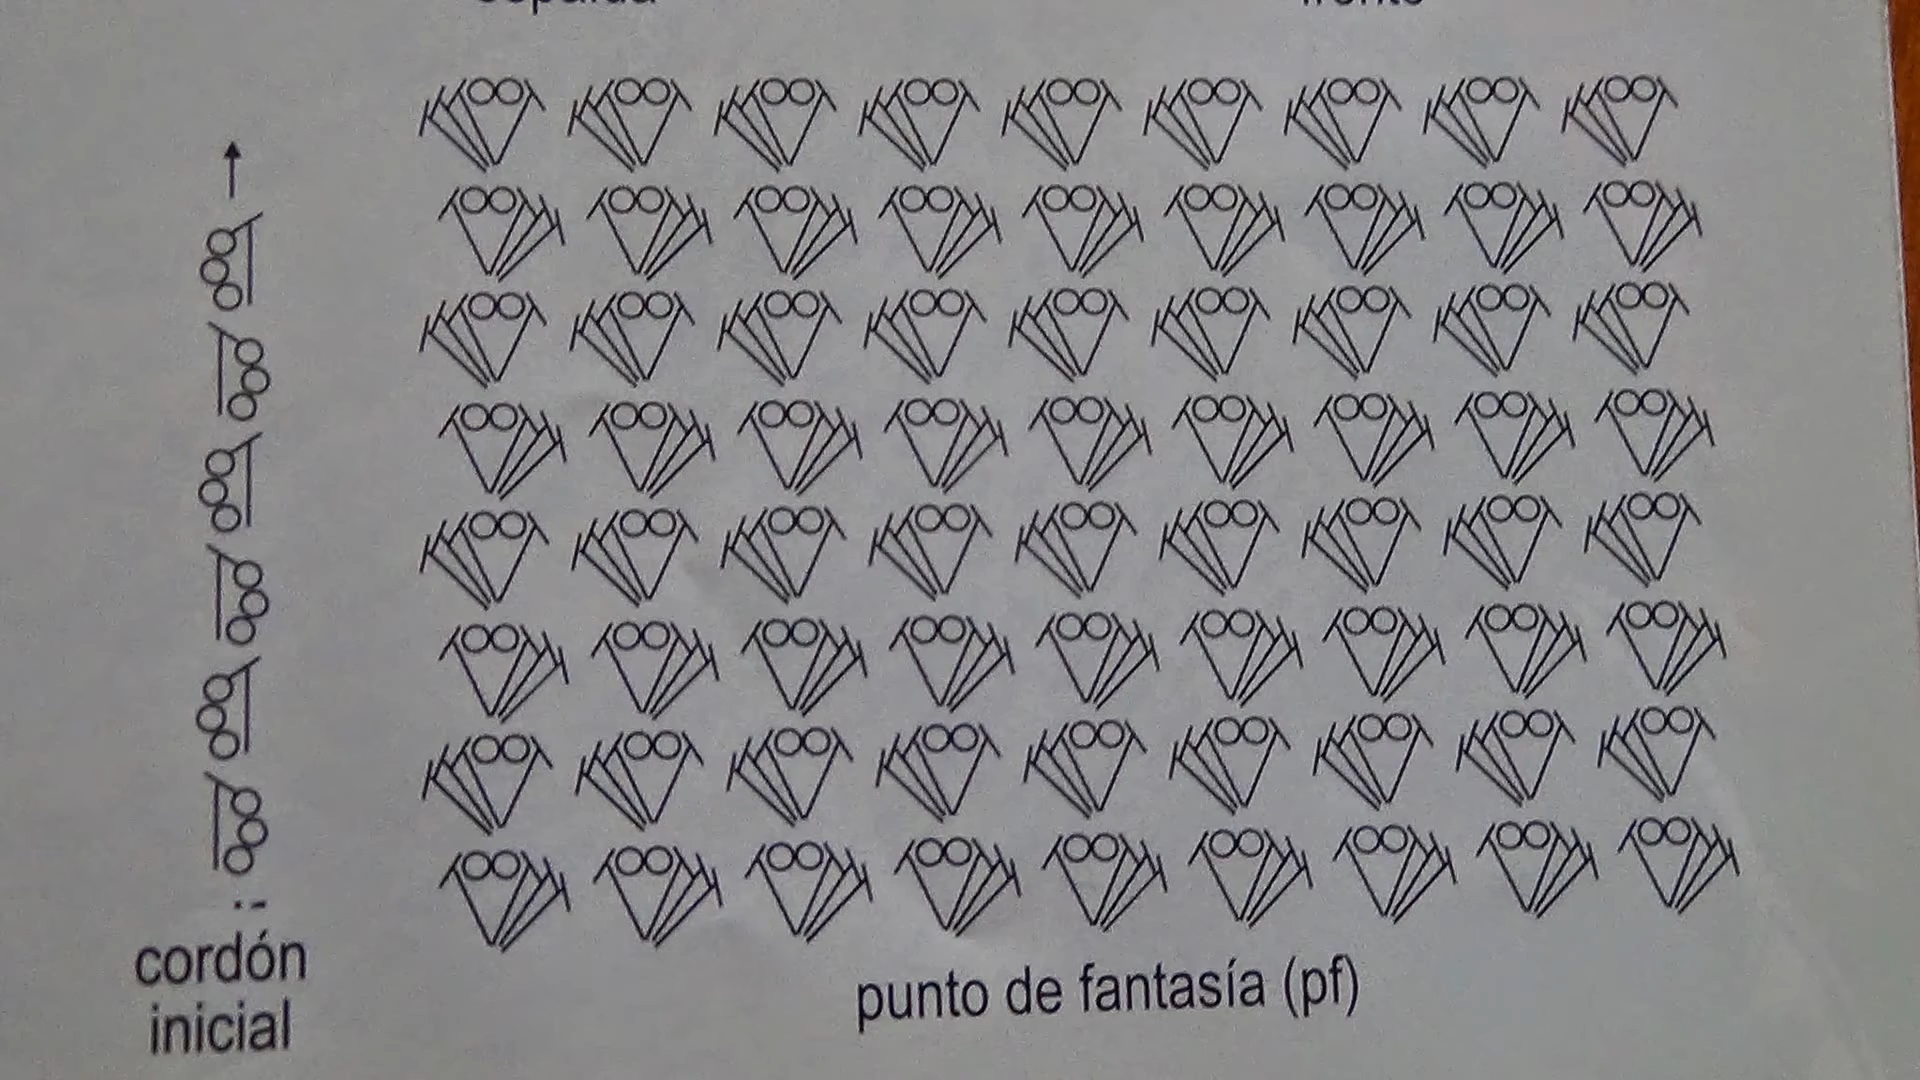 cordón
inicial
punto de fantasía (pf)